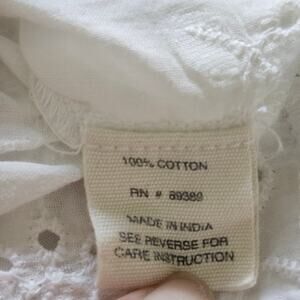 100% COTTON
RN # 89389
MADE IN INDIA
SEE REVERSE FOR
CARE INSTRUCTION